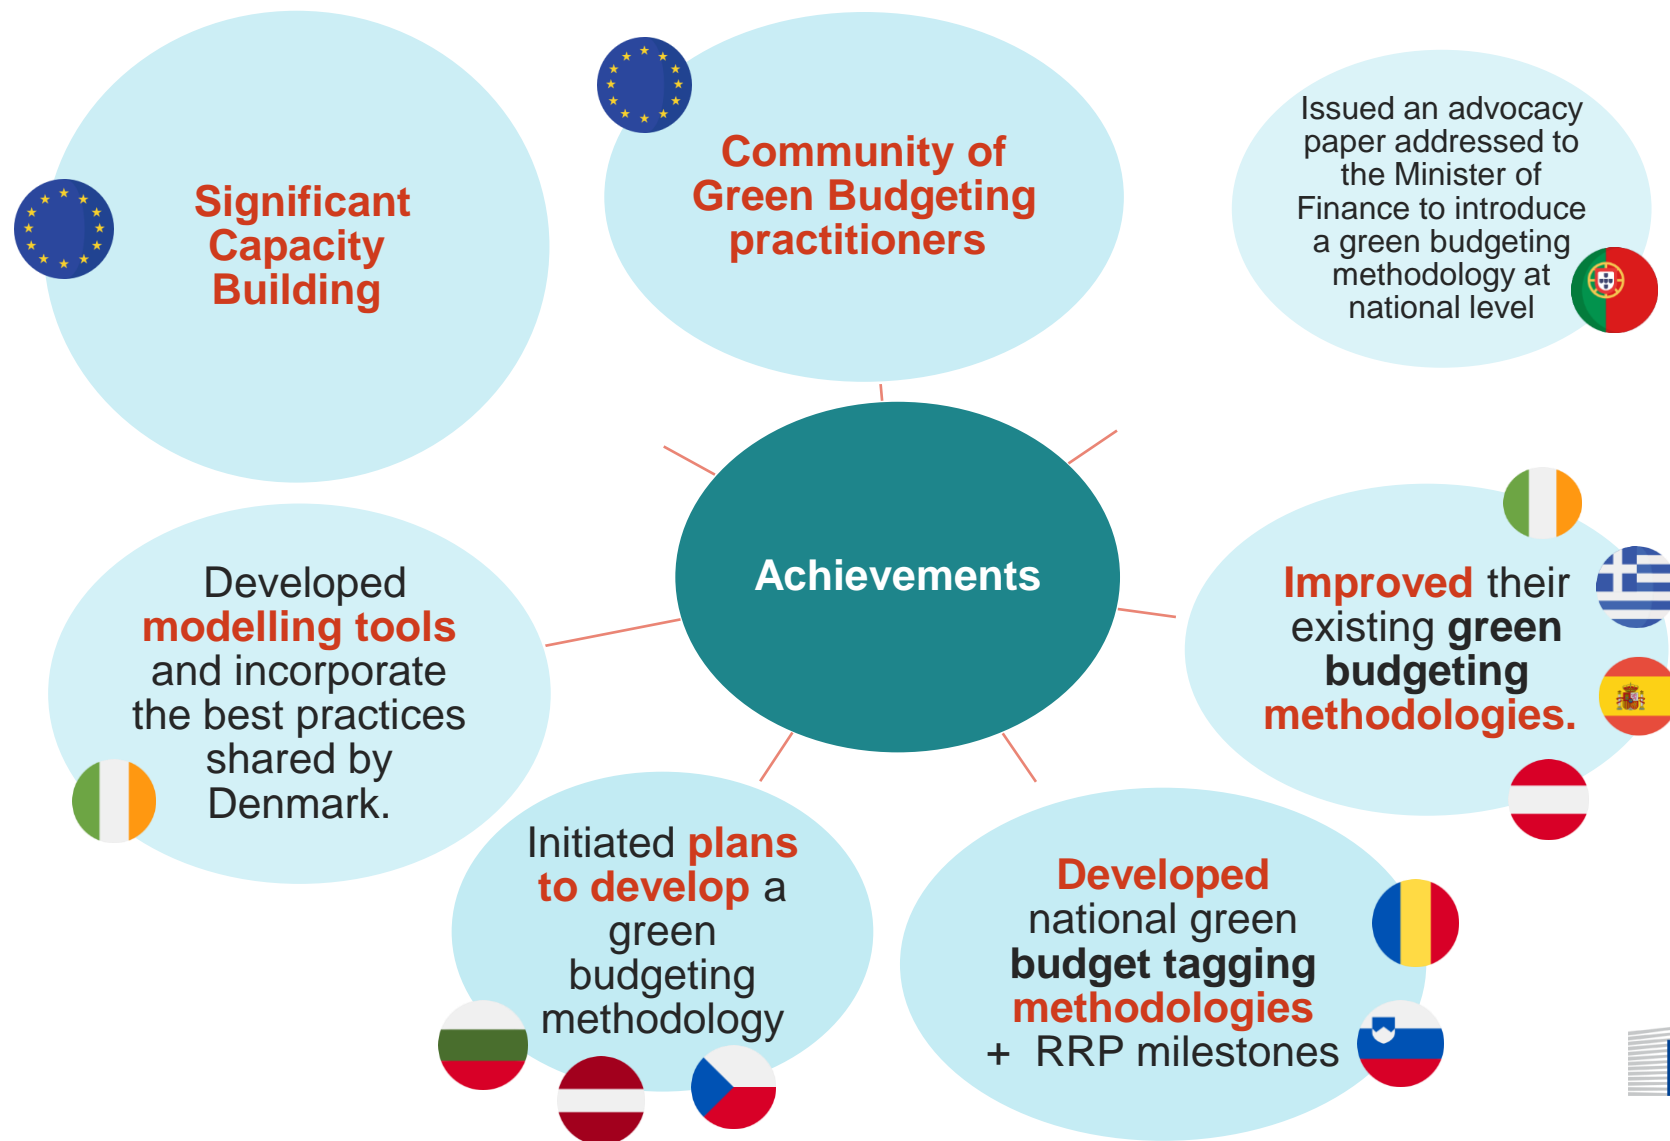 Significant
Capacity
Building
Community of
Green Budgeting
practitioners
Issued an advocacy
paper addressed to
the Minister of
Finance to introduce
a green budgeting
methodology at
national level
Achievements
Developed
modelling tools
and incorporate
the best practices
shared by
Denmark.
Improved their
existing green
budgeting
methodologies.
Initiated plans
to develop a
green
budgeting
methodology
Developed
national green
budget tagging
methodologies
+ RRP milestones